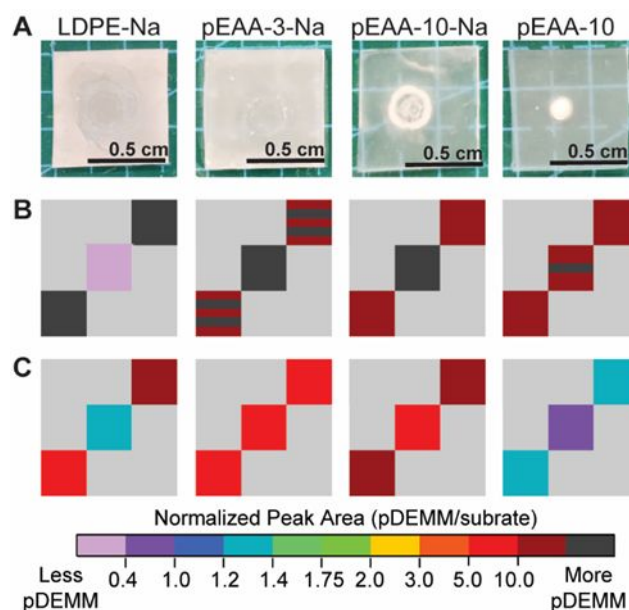 A LDPE-Na pEAA-3-Na pEAA-10-Na pEAA-10
0.5 cm 0.5 cm 0.5 cm 0.5 cm
B
C
Normalized Peak Area (pDEMM/subrate)
Less pDEMM 0.4 1.0 1.2 1.4 1.75 2.0 3.0 5.0 10.0 More pDEMM